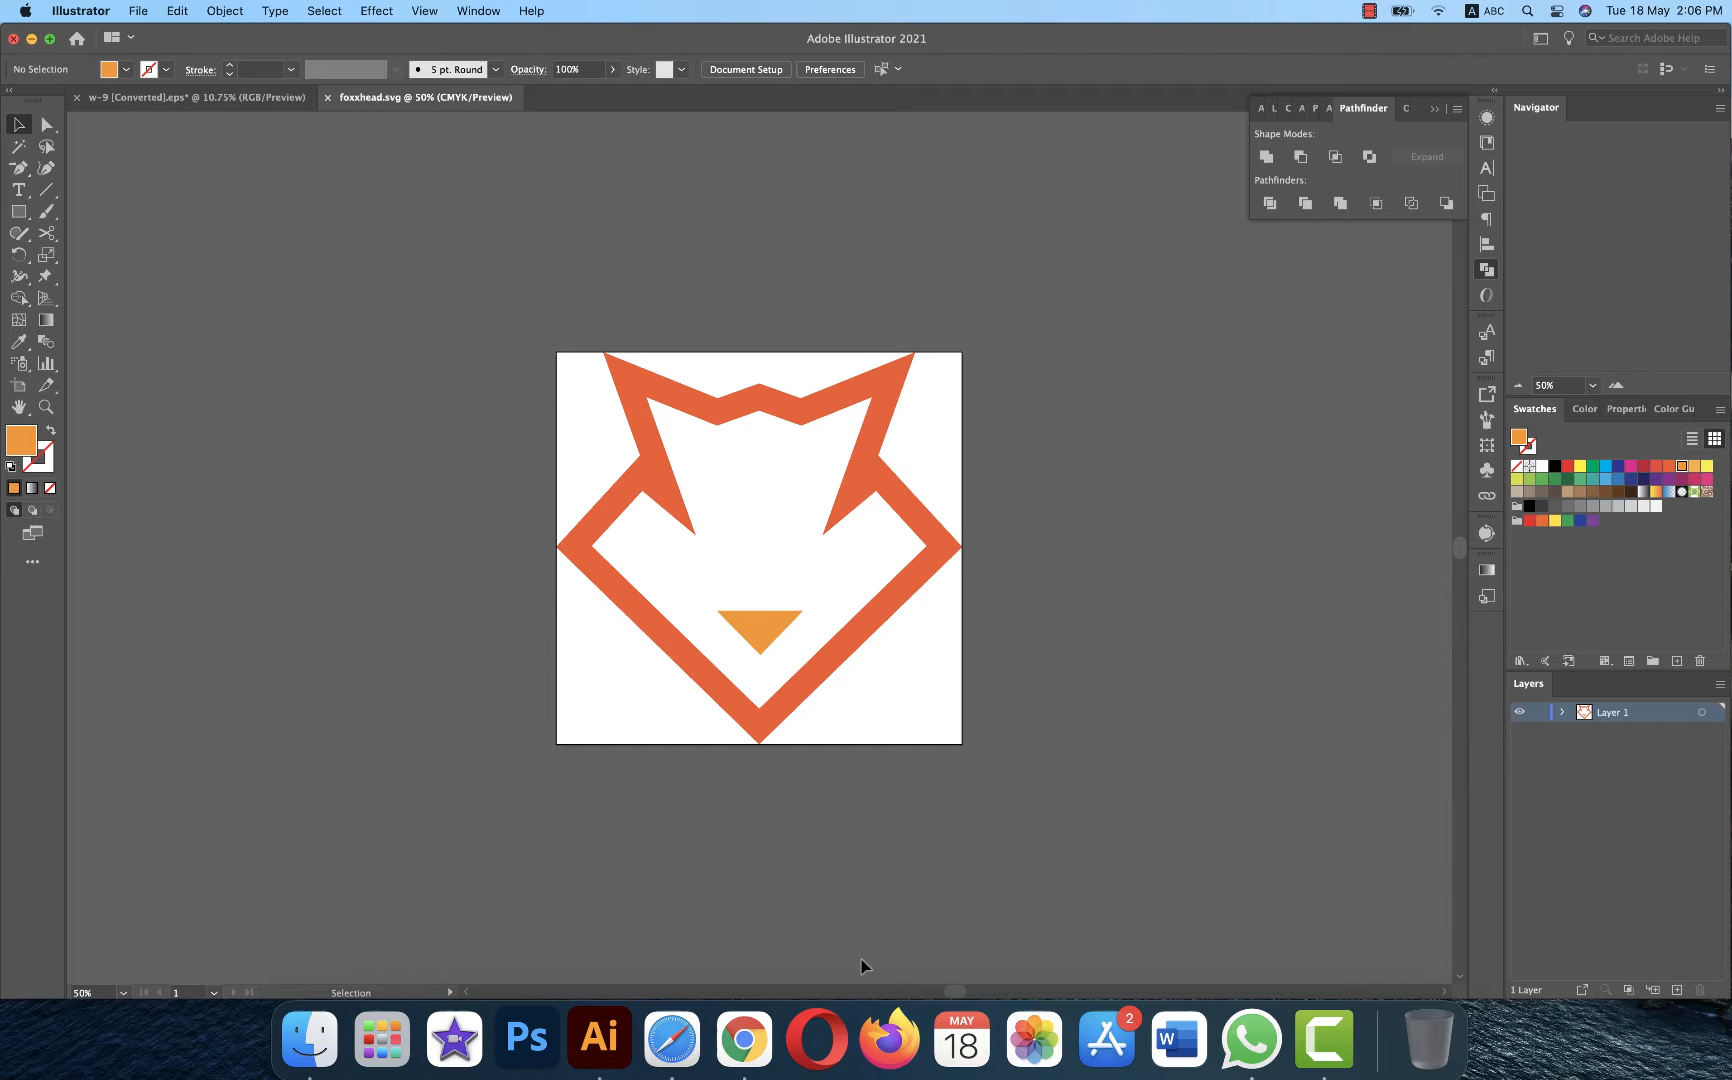 Illustrator File Edit Object Type Select Effect View Window Help
A ABC Tue 18 May 2:06 PM
Adobe Illustrator 2021
Search Adobe Help
No Selection Stroke: 5 pt. Round Opacity: 100% Style: Document Setup Preferences
w-9 [Converted].eps* @ 10.75% (RGB/Preview) foxxhead.svg @ 50% (CMYK/Preview)
A L C A P A Pathfinder C
Navigator
Shape Modes:
Expand
Pathfinders:
50%
Swatches Color Properti Color Gu
Layers
Layer 1
1 Layer
50% 1 Selection
Ps Ai MAY 18 2 W